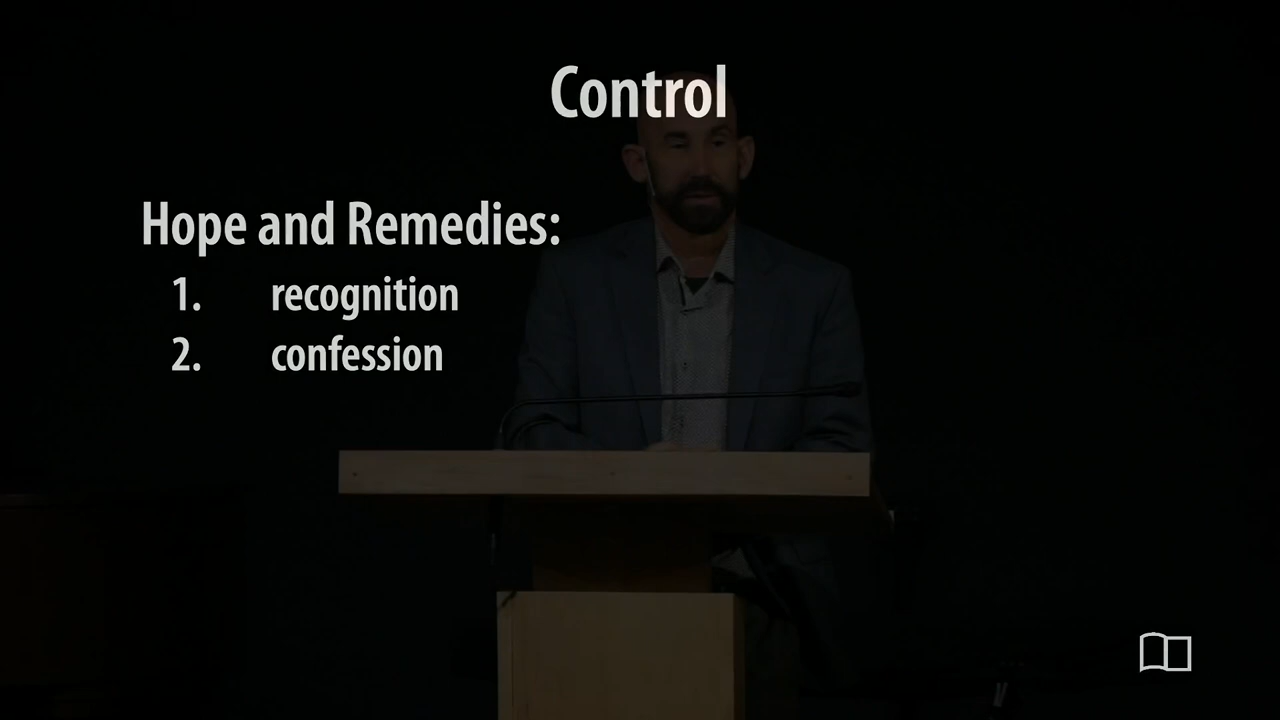 Control
Hope and Remedies:
1. recognition
2. confession